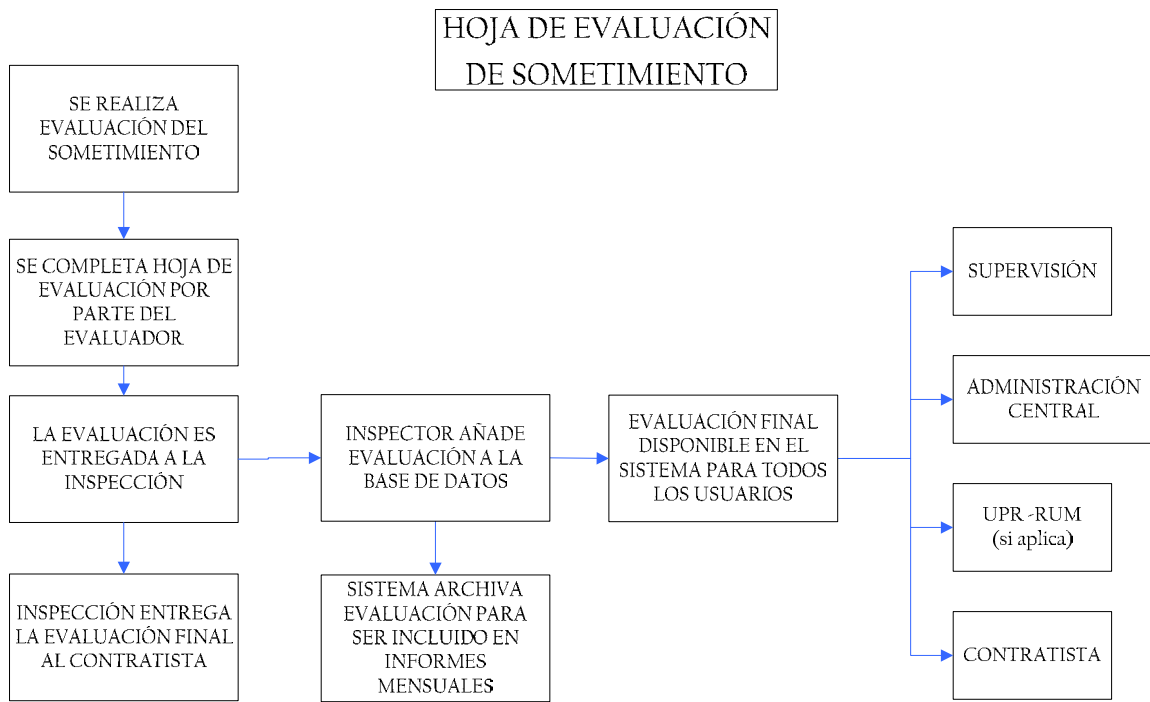 HOJA DE EVALUACIÓN
DE SOMETIMIENTO
SE REALIZA
EVALUACIÓN DEL
SOMETIMIENTO
SE COMPLETA HOJA DE
EVALUACIÓN POR
PARTE DEL
EVALUADOR
LA EVALUACIÓN ES
ENTREGADA A LA
INSPECCIÓN
INSPECCIÓN ENTREGA
LA EVALUACIÓN FINAL
AL CONTRATISTA
INSPECTOR AÑADE
EVALUACIÓN A LA
BASE DE DATOS
SISTEMA ARCHIVA
EVALUACIÓN PARA
SER INCLUIDO EN
INFORMES
MENSUALES
EVALUACIÓN FINAL
DISPONIBLE EN EL
SISTEMA PARA TODOS
LOS USUARIOS
SUPERVISIÓN
ADMINISTRACIÓN
CENTRAL
UPR -RUM
(si aplica)
CONTRATISTA